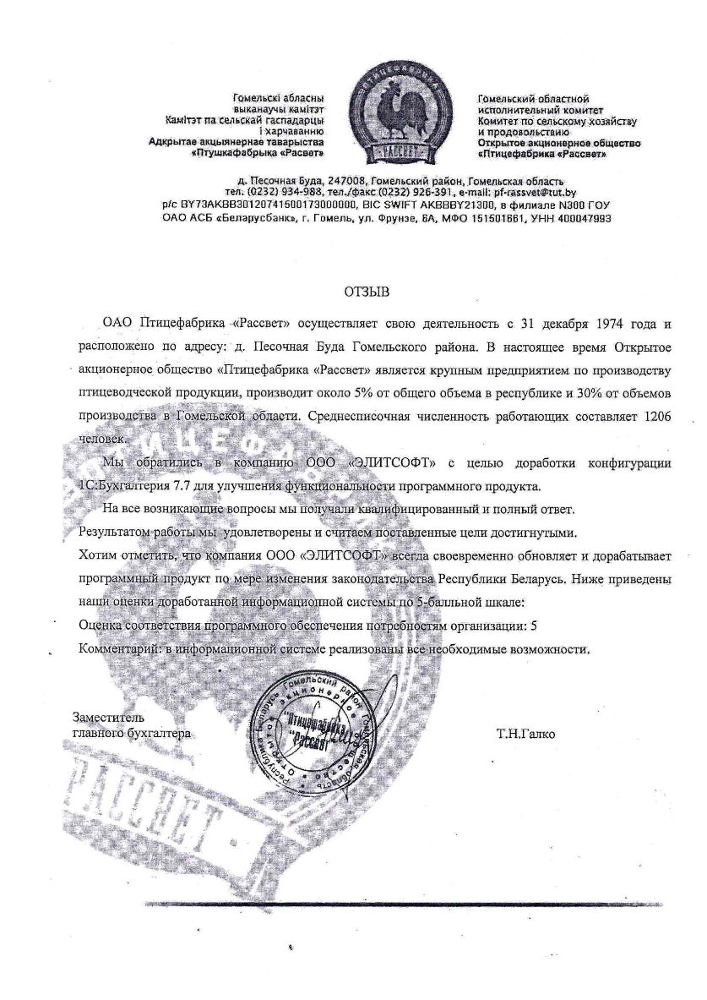 Гомельскі абласны
выканаучы камітэт
Камітэт па сельскай гаспадарцы
і харчаванню
Адкрытае акцыянернае таварыства
«Птушкафабрыка «Расвет»
ПТИЦЕФАБРИКА
РАССВЕТ
Гомельский областной
исполнительный комитет
Комитет по сельскому хозяйству
и продовольствию
Открытое акционерное общество
«Птицефабрика «Рассвет»
д. Песочная Буда, 247008, Гомельский район, Гомельская область
тел. (0232) 934-988, тел./факс (0232) 926-391, e-mail: pf-rassvet@tut.by
р/с BY73AKBB30120741500173000000, BIC SWIFT AKBBBY21300, в филиале N300 ГОУ
ОАО АСБ «Беларусбанк», г. Гомель, ул. Фрунзе, 6А, МФО 151501661, УНН 400047993
ОТЗЫВ
ОАО Птицефабрика «Рассвет» осуществляет свою деятельность с 31 декабря 1974 года и
расположено по адресу: д. Песочная Буда Гомельского района. В настоящее время Открытое
акционерное общество «Птицефабрика «Рассвет» является крупным предприятием по производству
птицеводческой продукции, производит около 5% от общего объема в республике и 30% от объемов
производства в Гомельской области. Среднесписочная численность работающих составляет 1206
человек.
Мы обратились в компанию ООО «ЭЛИТСОФТ» с целью доработки конфигурации
1С:Бухгалтерия 7.7 для улучшения функциональности программного продукта.
На все возникающие вопросы мы получали квалифицированный и полный ответ.
Результатом работы мы удовлетворены и считаем поставленные цели достигнутыми.
Хотим отметить, что компания ООО «ЭЛИТСОФТ» всегда своевременно обновляет и дорабатывает
программный продукт по мере изменения законодательства Республики Беларусь. Ниже приведены
наши оценки доработанной информационной системы по 5-балльной шкале:
Оценка соответствия программного обеспечения потребностям организации: 5
Комментарий: в информационной системе реализованы все необходимые возможности.
Заместитель
главного бухгалтера
Т.Н.Галко
Республика Беларусь Гомельский район Гомельская область
Открытое акционерное общество
"Птицефабрика
"Рассвет"
ПТИЦЕФАБ
РАССВЕТ